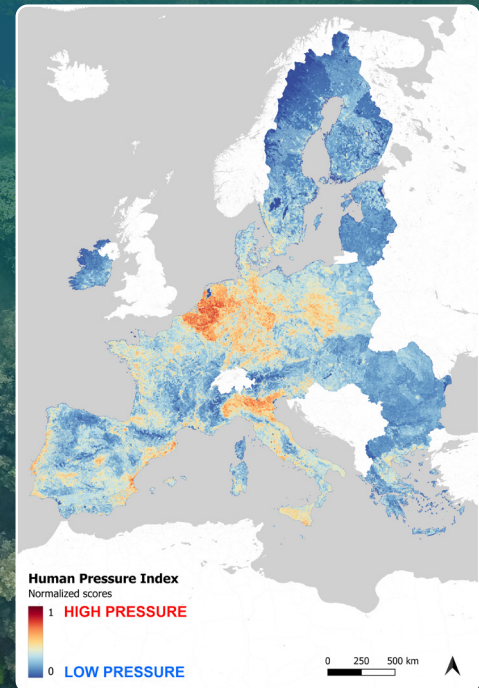 Human Pressure Index
Normalized scores
1 HIGH PRESSURE
0 LOW PRESSURE
0 250 500 km